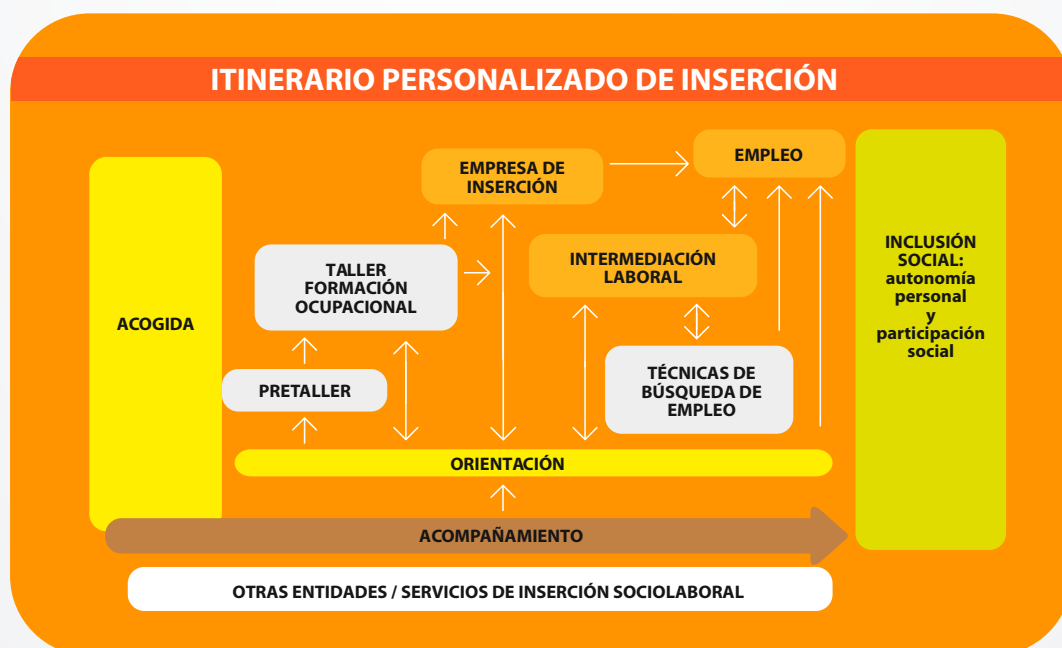 ITINERARIO PERSONALIZADO DE INSERCIÓN
ACOGIDA
EMPRESA DE
INSERCIÓN
EMPLEO
TALLER
FORMACIÓN
OCUPACIONAL
INTERMEDIACIÓN
LABORAL
PRETALLER
TÉCNICAS DE
BÚSQUEDA DE
EMPLEO
INCLUSIÓN
SOCIAL:
autonomía
personal
y
participación
social
ORIENTACIÓN
ACOMPAÑAMIENTO
OTRAS ENTIDADES / SERVICIOS DE INSERCIÓN SOCIOLABORAL